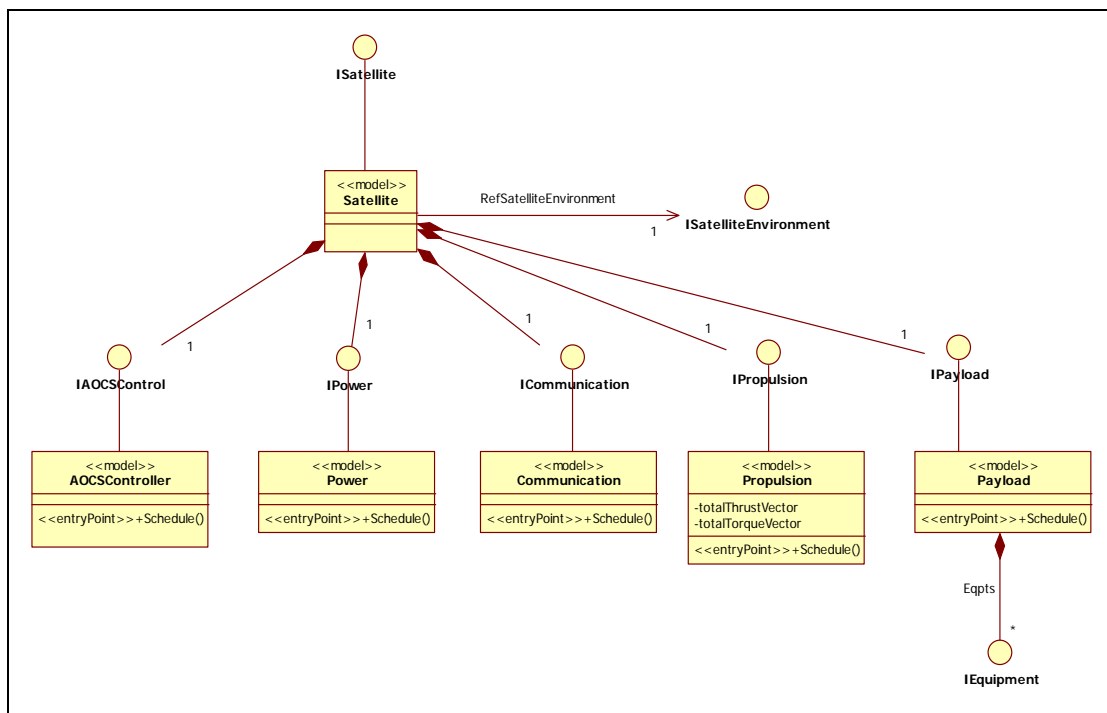 ISatellite
<<model>>
Satellite
RefSatelliteEnvironment
1
ISatelliteEnvironment
1
1
1
1
1
IAOCSControl
IPower
ICommunication
IPropulsion
IPayload
<<model>>
AOCSController
<<entryPoint>>+Schedule()
<<model>>
Power
<<entryPoint>>+Schedule()
<<model>>
Communication
<<entryPoint>>+Schedule()
<<model>>
Propulsion
-totalThrustVector
-totalTorqueVector
<<entryPoint>>+Schedule()
<<model>>
Payload
<<entryPoint>>+Schedule()
Eqpts
*
IEquipment